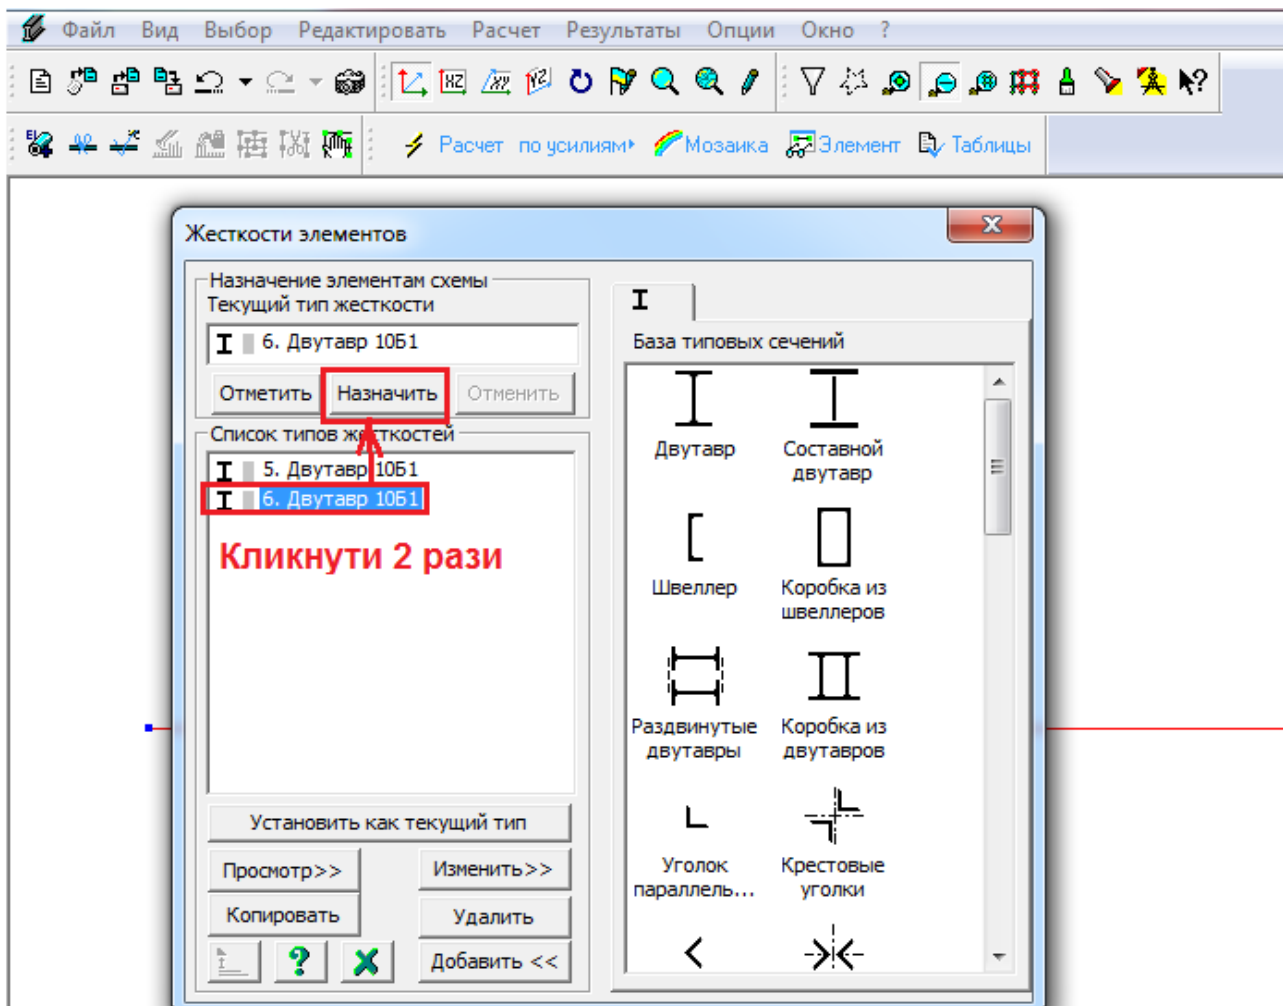 Файл Вид Выбор Редактировать Расчет Результаты Опции Окно ?
Расчет по усилиям Мозаика Элемент Таблицы
Жесткости элементов
Назначение элементам схемы
Текущий тип жесткости
6. Двутавр 10Б1
Отметить Назначить Отменить
Список типов жесткостей
5. Двутавр 10Б1
6. Двутавр 10Б1
Кликнути 2 рази
Установить как текущий тип
Просмотр>> Изменить>>
Копировать Удалить
Добавить <<
База типовых сечений
Двутавр
Составной
двутавр
Швеллер
Коробка из
швеллеров
Раздвинутые
двутавры
Коробка из
двутавров
Уголок
параллель...
Крестовые
уголки